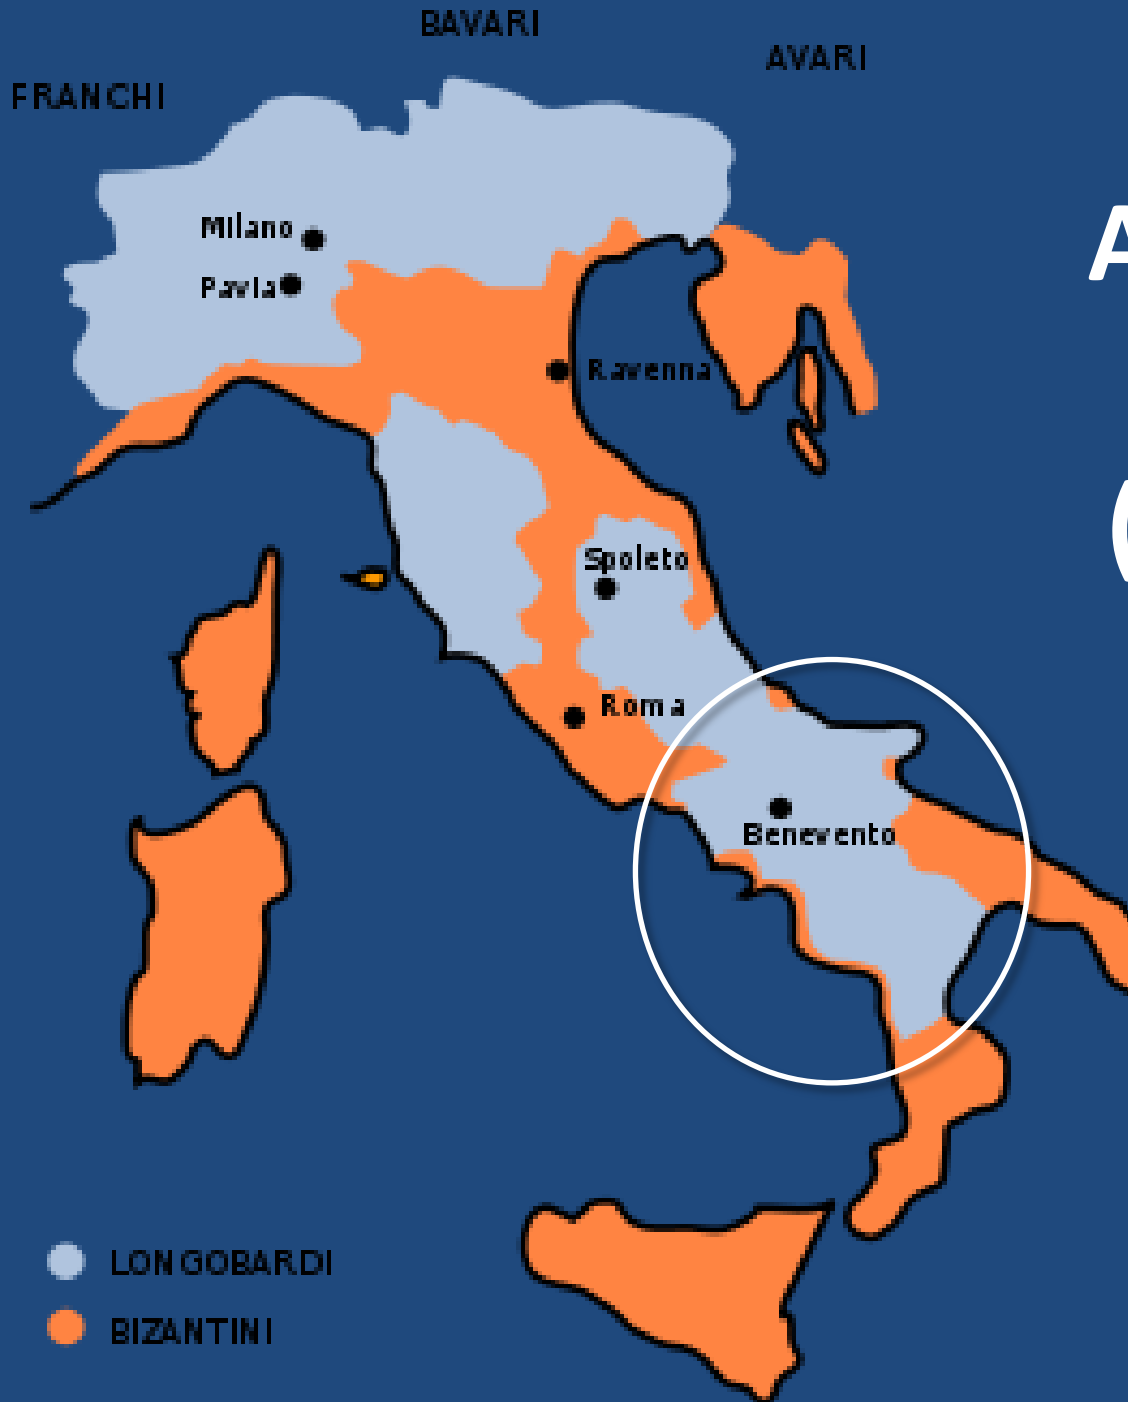 BAVARI
AVARI
FRANCHI
Milano
Pavia
Ravenna
Spoleto
Roma
Benevento
LONGOBARDI
BIZANTINI
A
(